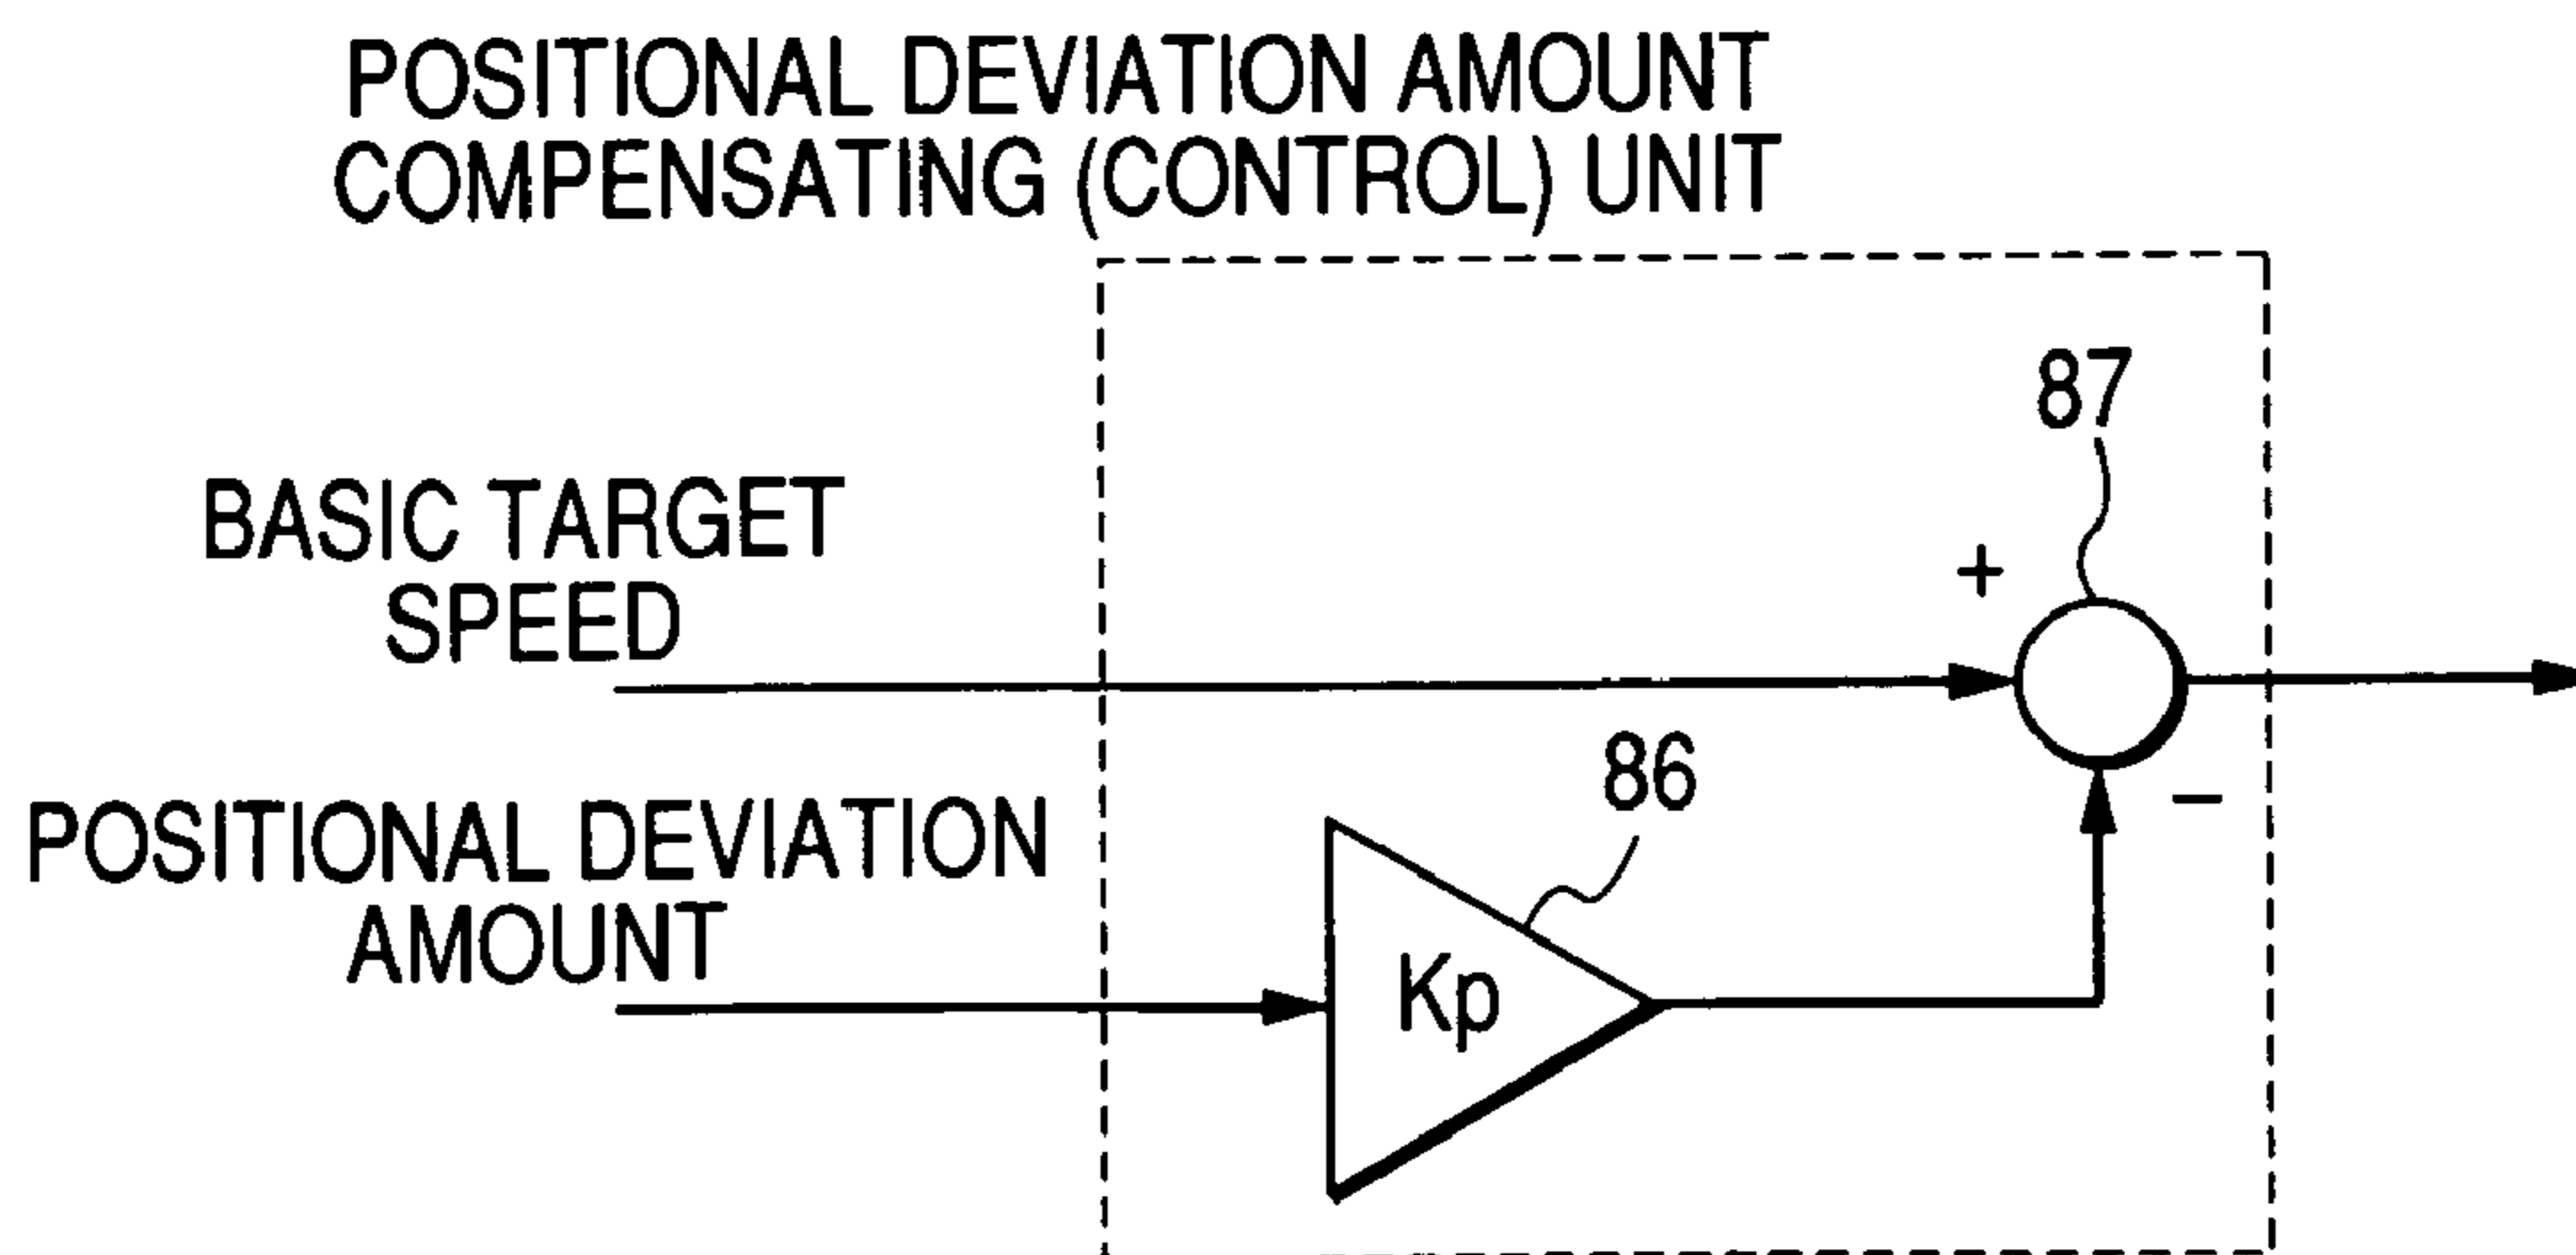 POSITIONAL DEVIATION AMOUNT
COMPENSATING (CONTROL) UNIT
87
BASIC TARGET
SPEED
+
86
POSITIONAL DEVIATION
AMOUNT
−
Kp